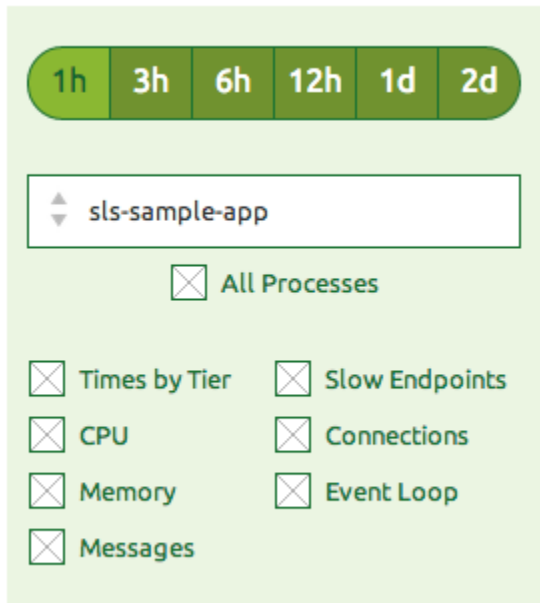 1h 3h 6h 12h 1d 2d
sls-sample-app
All Processes
Times by Tier Slow Endpoints
CPU Connections
Memory Event Loop
Messages